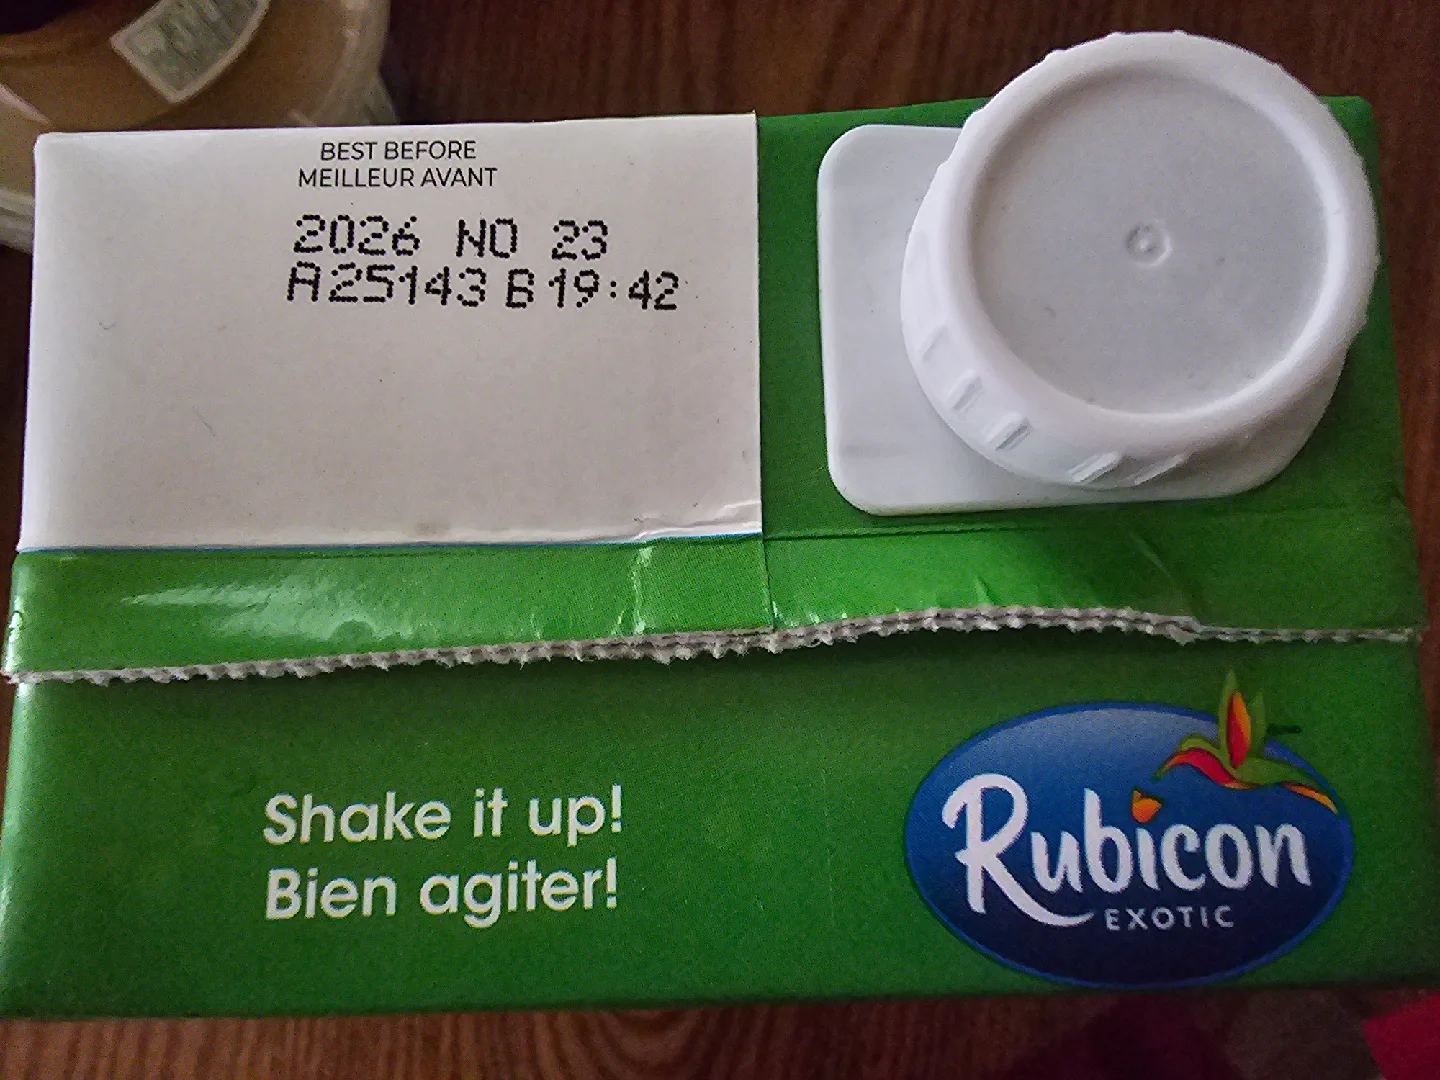 BEST BEFORE
MEILLEUR AVANT
2026 NO 23
A25143 B 19:42
Shake it up!
Bien agiter!
Rubicon
EXOTIC